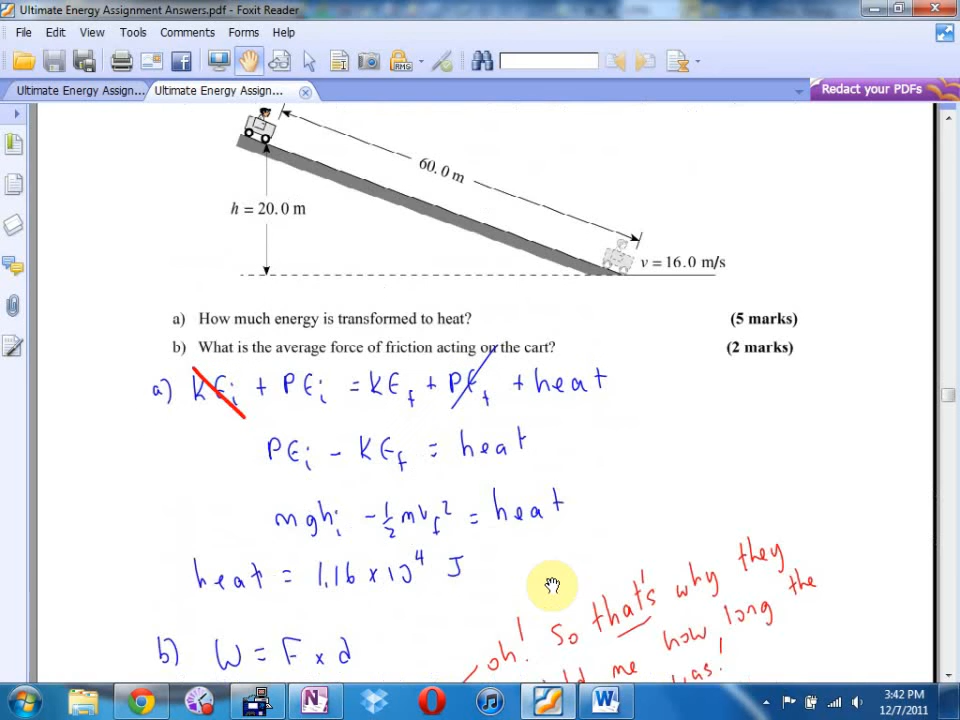 Ultimate Energy Assignment Answers.pdf - Foxit Reader
File Edit View Tools Comments Forms Help
Ultimate Energy Assign... Ultimate Energy Assign... Redact your PDFs
60.0 m
h = 20.0 m
v = 16.0 m/s
a) How much energy is transformed to heat? (5 marks)
b) What is the average force of friction acting on the cart? (2 marks)
a) KEi + PEi = KEf + PEf + heat
PEi - KEf = heat
mghi - ½mvf² = heat
heat = 1.16 × 10⁴ J
oh! So that's why they
how long the
me
b) W = F × d
3:42 PM
12/7/2011